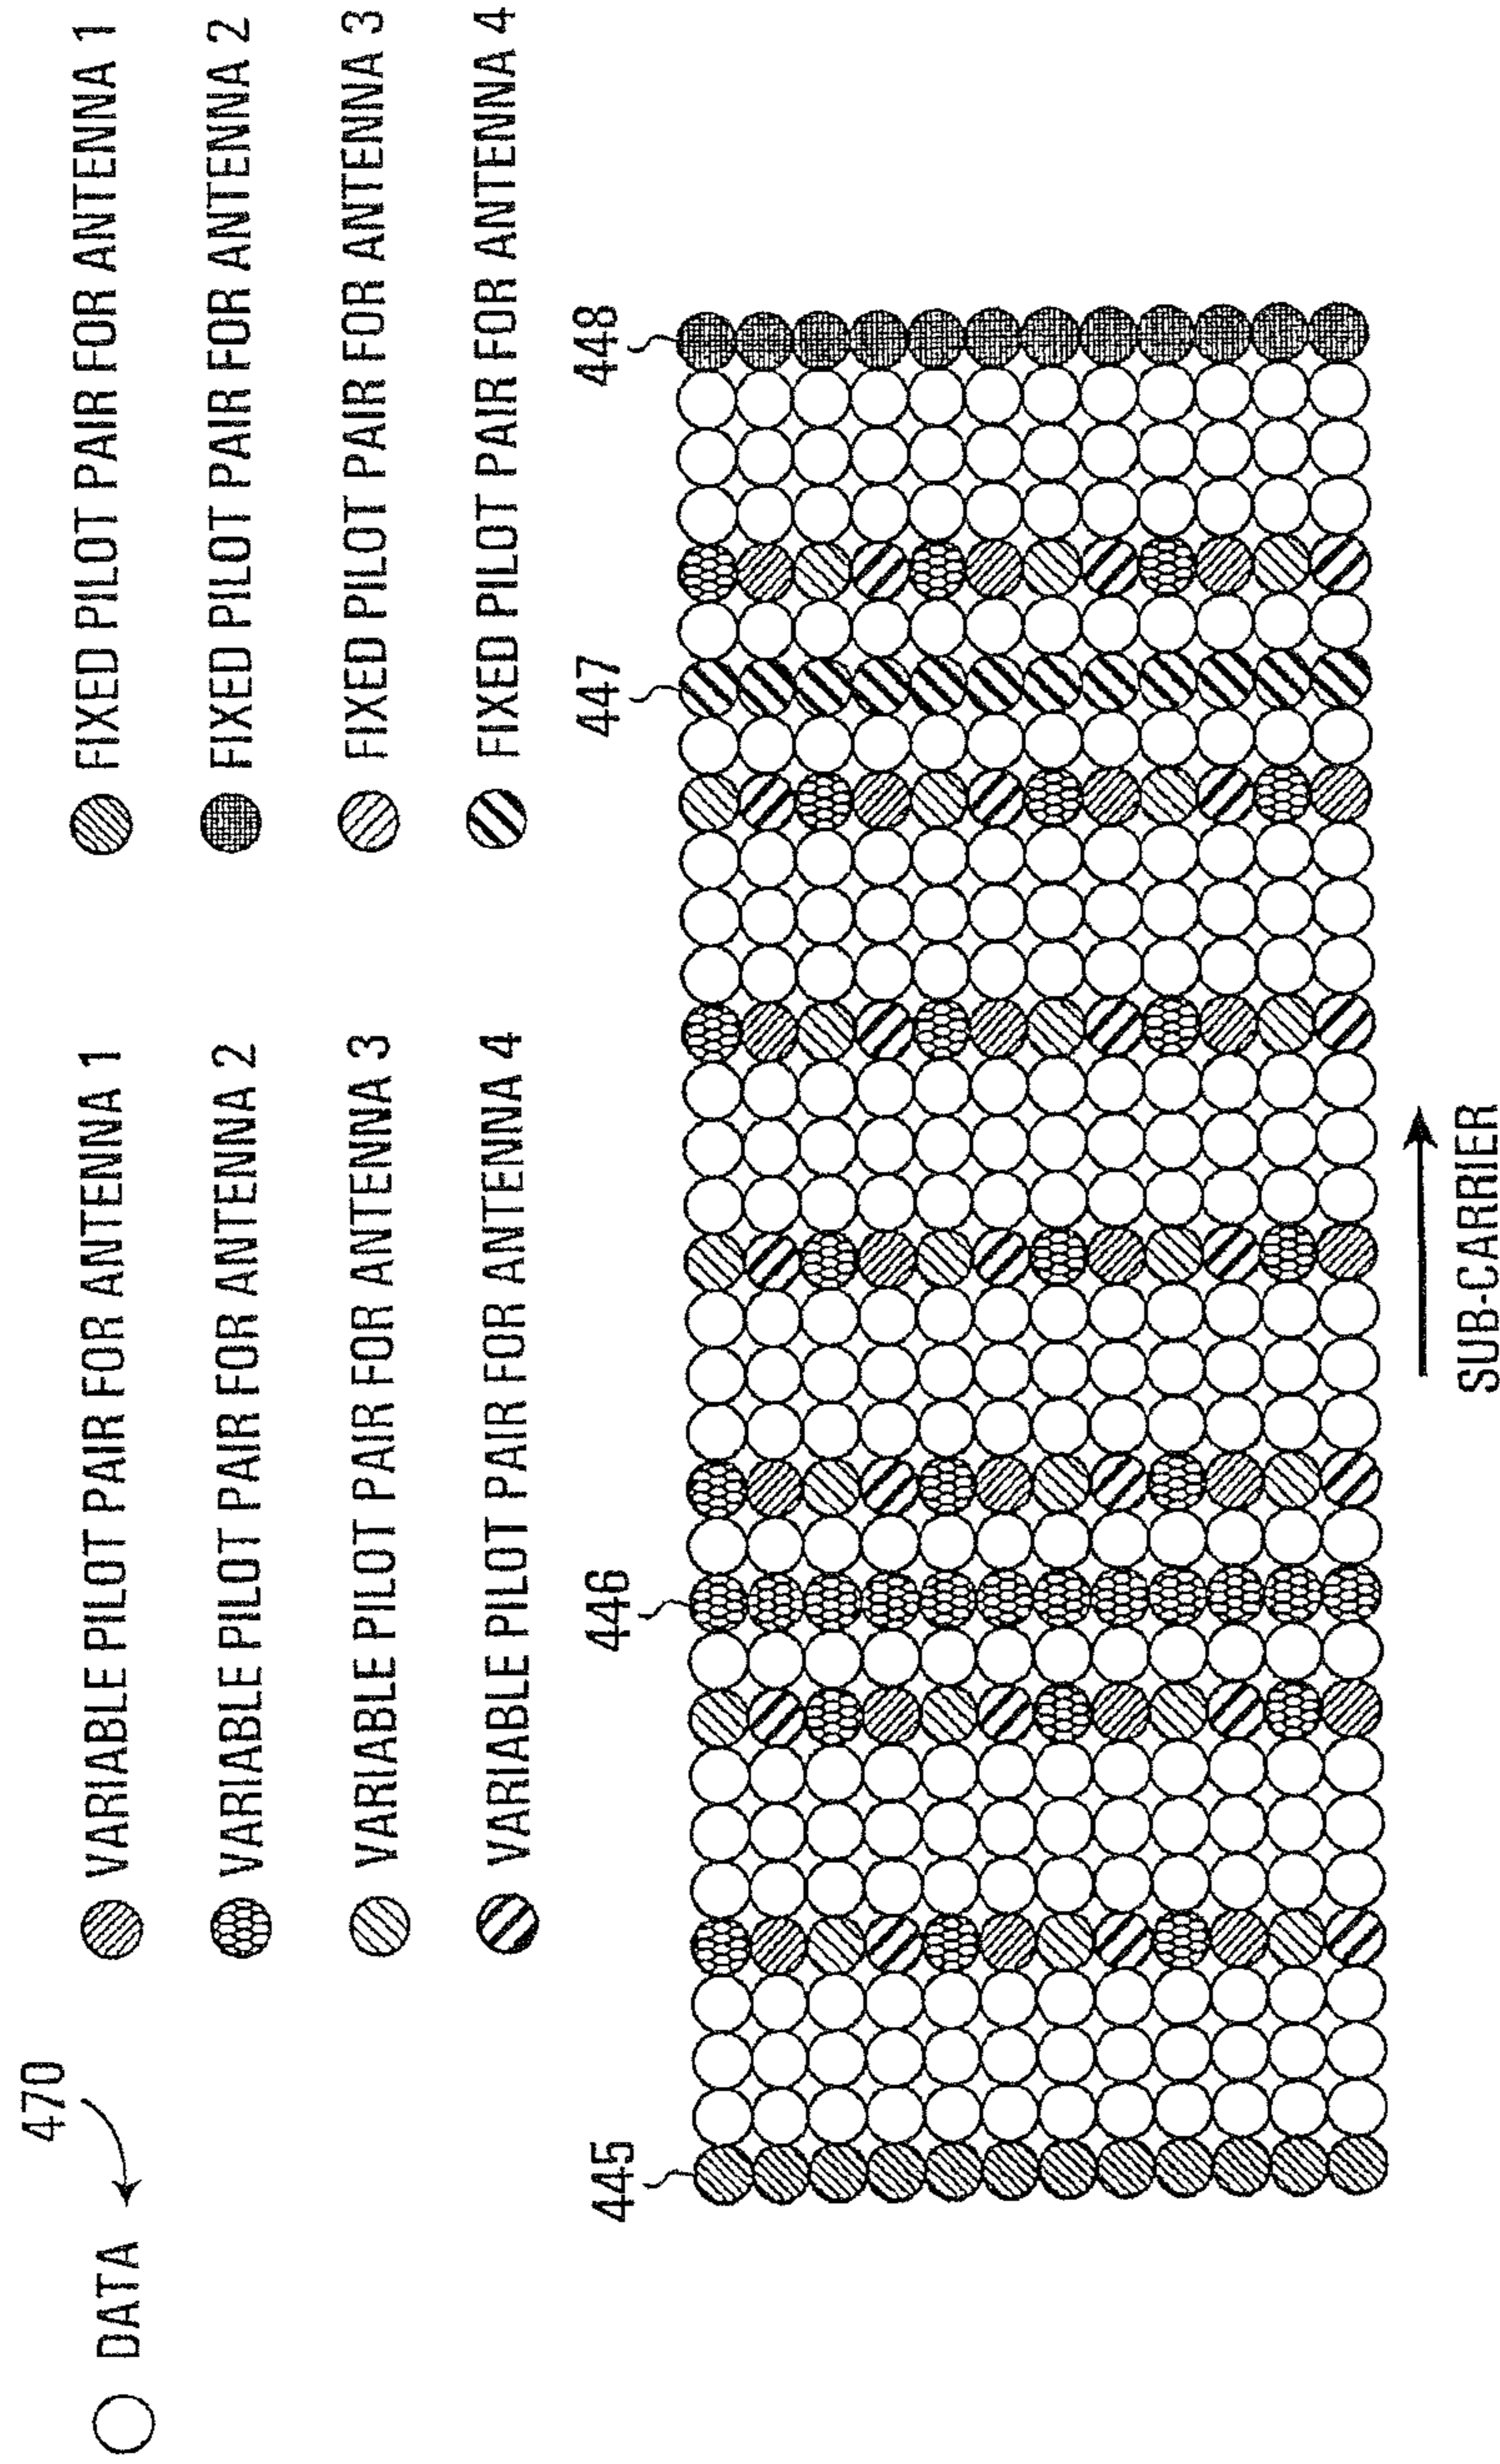 470
DATA
VARIABLE PILOT PAIR FOR ANTENNA 1
FIXED PILOT PAIR FOR ANTENNA 1
VARIABLE PILOT PAIR FOR ANTENNA 2
FIXED PILOT PAIR FOR ANTENNA 2
VARIABLE PILOT PAIR FOR ANTENNA 3
FIXED PILOT PAIR FOR ANTENNA 3
VARIABLE PILOT PAIR FOR ANTENNA 4
FIXED PILOT PAIR FOR ANTENNA 4
445
446
447
448
SUB-CARRIER